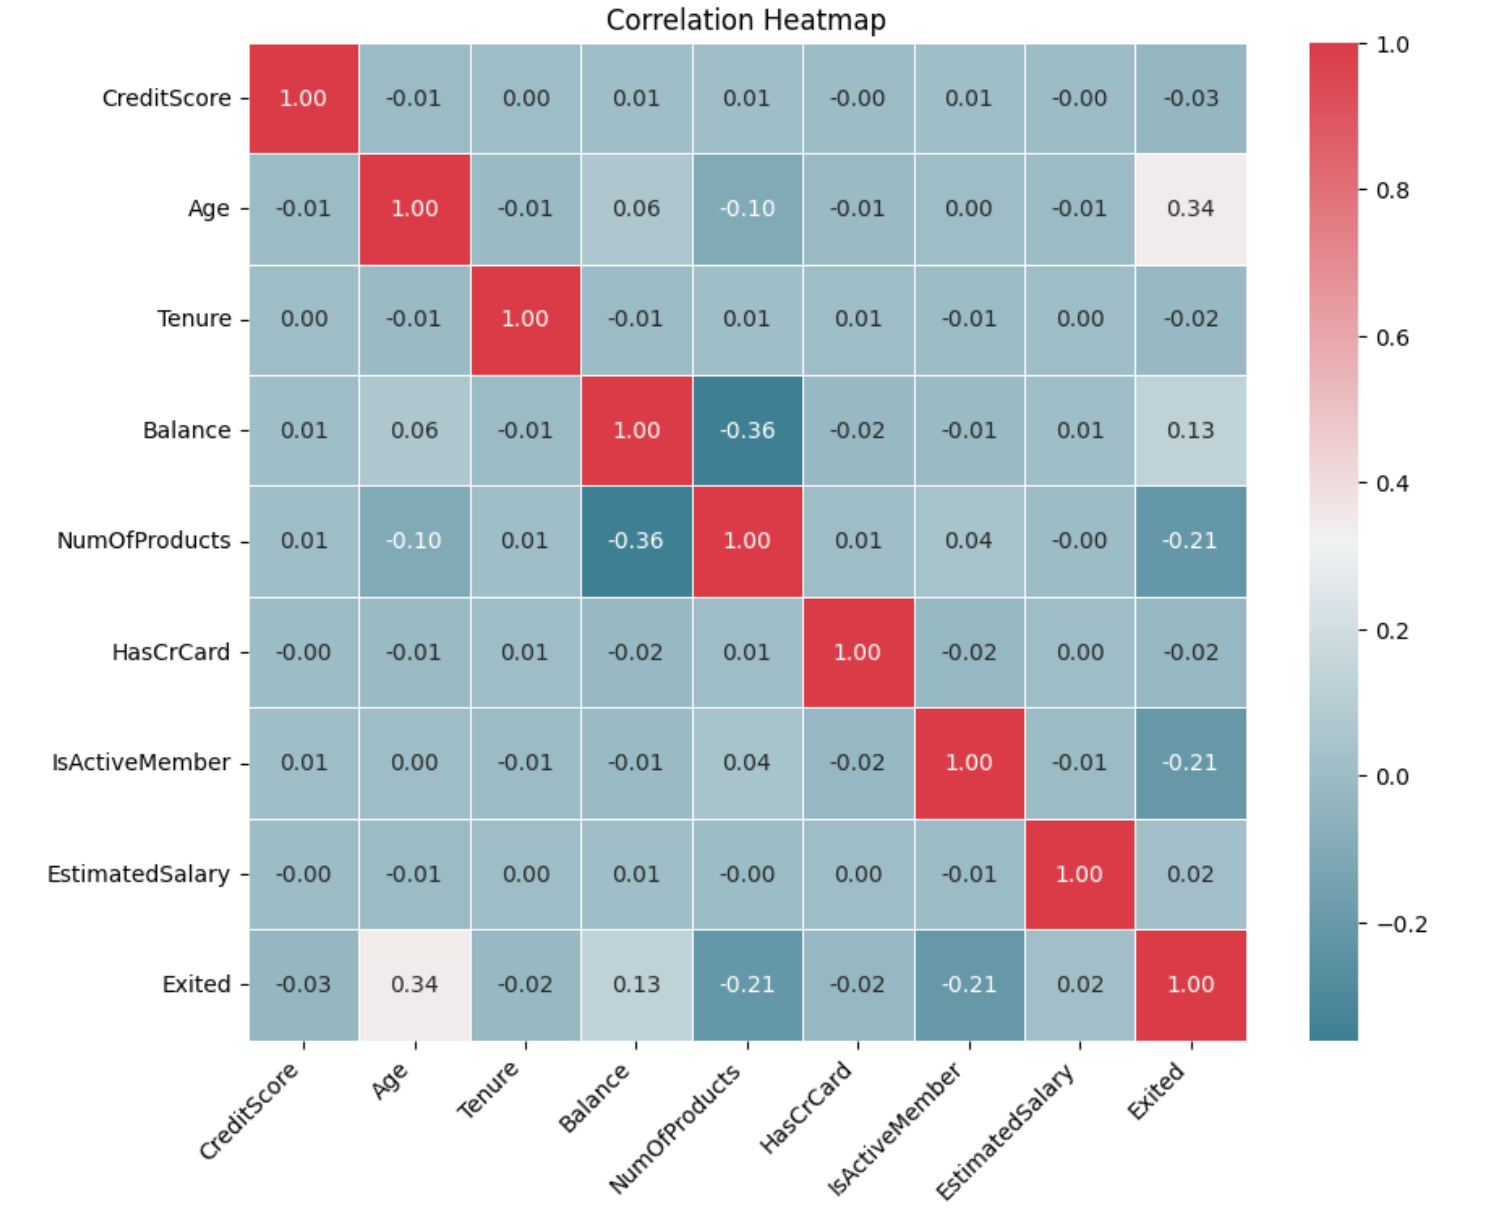 Correlation Heatmap
CreditScore 1.00 -0.01 0.00 0.01 0.01 -0.00 0.01 -0.00 -0.03
Age -0.01 1.00 -0.01 0.06 -0.10 -0.01 0.00 -0.01 0.34
Tenure 0.00 -0.01 1.00 -0.01 0.01 0.01 -0.01 0.00 -0.02
Balance 0.01 0.06 -0.01 1.00 -0.36 -0.02 -0.01 0.01 0.13
NumOfProducts 0.01 -0.10 0.01 -0.36 1.00 0.01 0.04 -0.00 -0.21
HasCrCard -0.00 -0.01 0.01 -0.02 0.01 1.00 -0.02 0.00 -0.02
IsActiveMember 0.01 0.00 -0.01 -0.01 0.04 -0.02 1.00 -0.01 -0.21
EstimatedSalary -0.00 -0.01 0.00 0.01 -0.00 0.00 -0.01 1.00 0.02
Exited -0.03 0.34 -0.02 0.13 -0.21 -0.02 -0.21 0.02 1.00
CreditScore Age Tenure Balance NumOfProducts HasCrCard IsActiveMember EstimatedSalary Exited
1.0
0.8
0.6
0.4
0.2
0.0
−0.2